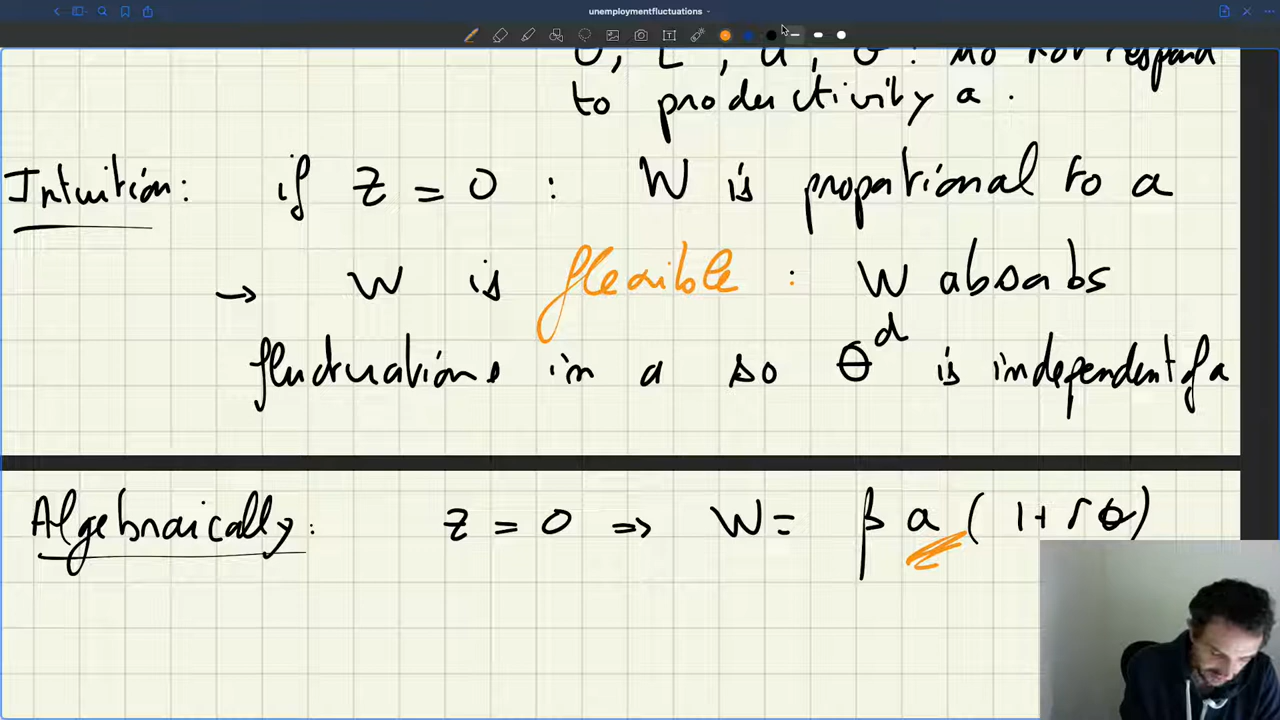 unemploymentfluctuations
to productivity a .
Intuition: if z = 0 : W is proportional to a
→ W is flexible : W absorbs
fluctuations in a so θ^d is independent of a
Algebraically: z = 0 ⇒ W = β a ( 1 + rθ )